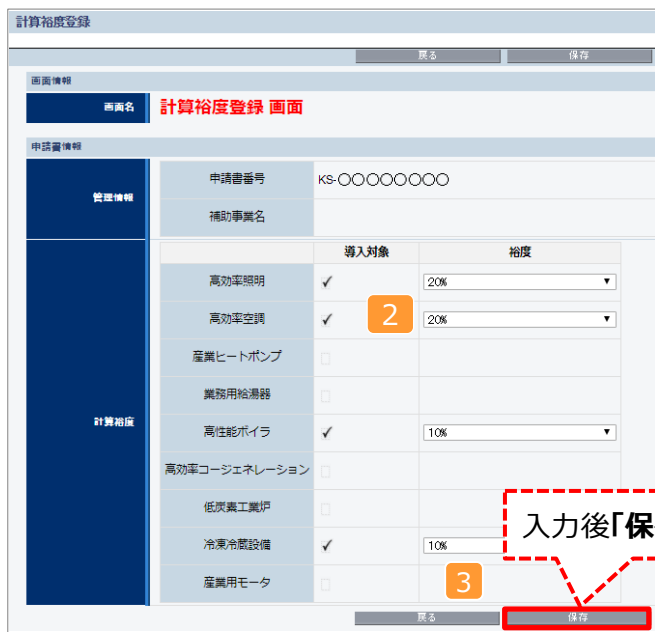 計算裕度登録
戻る 保存
画面情報
画面名 計算裕度登録 画面
申請書情報
管理情報
申請書番号 KS-〇〇〇〇〇〇〇〇
補助事業名
導入対象 裕度
計算裕度
高効率照明 ✓ 20% ▼
高効率空調 ✓ 20% ▼
2
産業ヒートポンプ
業務用給湯器
高性能ボイラ ✓ 10% ▼
高効率コージェネレーション
低炭素工業炉
冷凍冷蔵設備 ✓ 10%
産業用モータ
3
入力後「保
戻る 保存